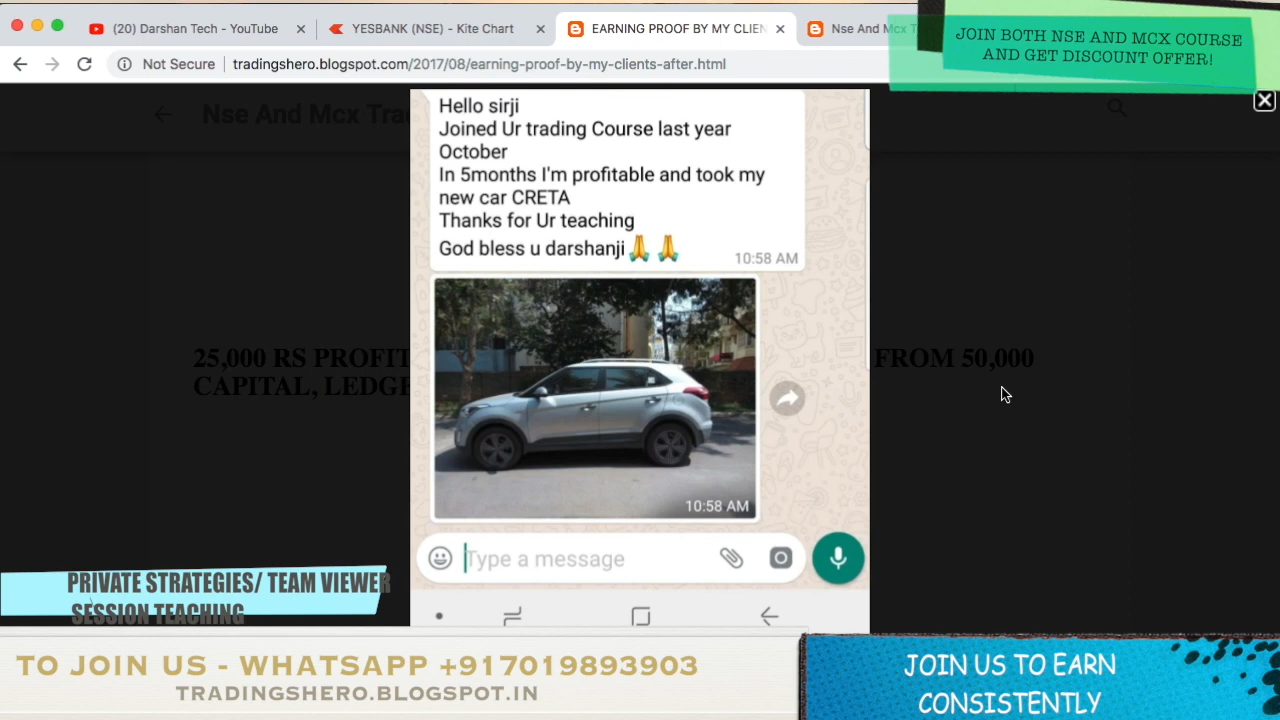 (20) Darshan Tech - YouTube
YESBANK (NSE) - Kite Chart
EARNING PROOF BY MY CLIEN
Nse And Mcx T
JOIN BOTH NSE AND MCX COURSE
AND GET DISCOUNT OFFER!
Not Secure
tradingshero.blogspot.com/2017/08/earning-proof-by-my-clients-after.html
Nse And Mcx Tra
Hello sirji
Joined Ur trading Course last year
October
In 5months I'm profitable and took my
new car CRETA
Thanks for Ur teaching
God bless u darshanji🙏 🙏
10:58 AM
25,000 RS PROFIT
FROM 50,000
CAPITAL, LEDGE
10:58 AM
Type a message
PRIVATE STRATEGIES/ TEAM VIEWER
SESSION TEACHING
TO JOIN US - WHATSAPP +917019893903
TRADINGSHERO.BLOGSPOT.IN
JOIN US TO EARN
CONSISTENTLY